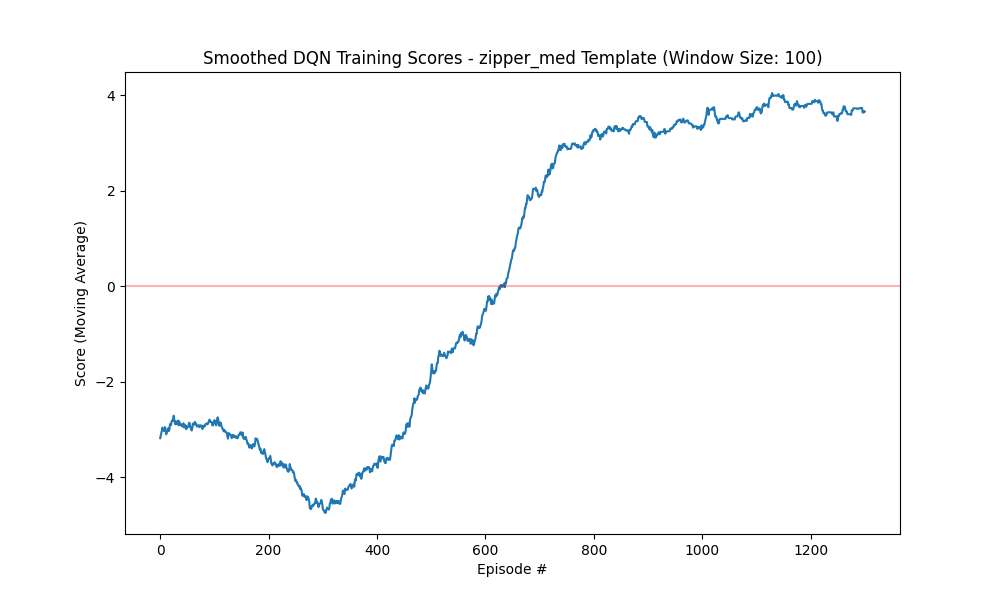 Smoothed DQN Training Scores - zipper_med Template (Window Size: 100)
4
2
0
−2
−4
Score (Moving Average)
0 200 400 600 800 1000 1200
Episode #